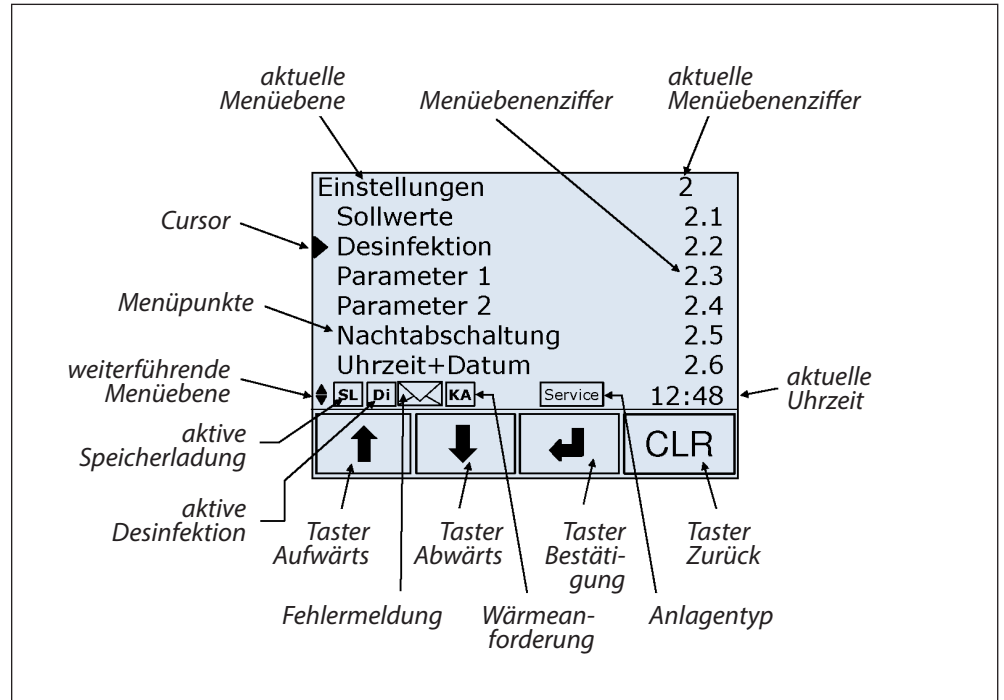 aktuelle
Menüebene
Menüebenenziffer
aktuelle
Menüebenenziffer
Einstellungen 2
Cursor
Sollwerte 2.1
Desinfektion 2.2
Parameter 1 2.3
Menüpunkte
Parameter 2 2.4
Nachtabschaltung 2.5
Uhrzeit+Datum 2.6
weiterführende
Menüebene
SL Di KA Service 12:48
aktuelle
Uhrzeit
CLR
aktive
Speicherladung
aktive
Desinfektion
Taster
Aufwärts
Taster
Abwärts
Taster
Bestäti-
gung
Taster
Zurück
Fehlermeldung
Wärmean-
forderung
Anlagentyp